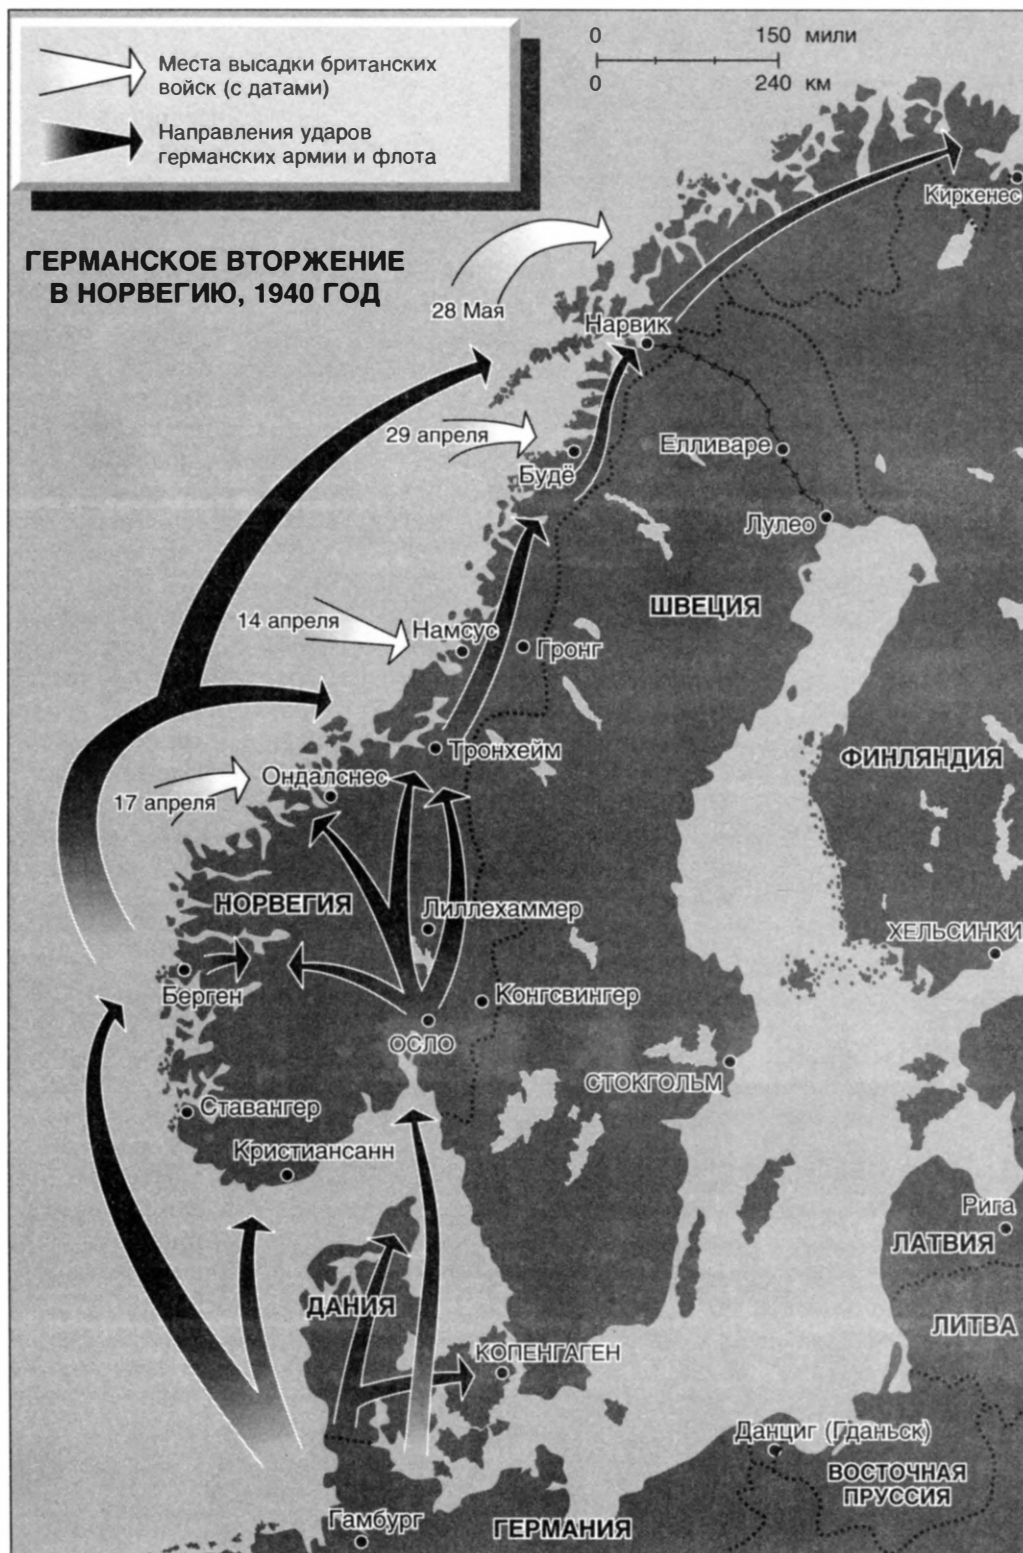 Места высадки британских
войск (с датами)
Направления ударов
германских армии и флота
0 150 мили
0 240 км
ГЕРМАНСКОЕ ВТОРЖЕНИЕ
В НОРВЕГИЮ, 1940 ГОД
Киркенес
28 Мая
Нарвик
29 апреля
Будё
Елливаре
Лулео
ШВЕЦИЯ
14 апреля
Намсус
Гронг
Тронхейм
ФИНЛЯНДИЯ
Ондалснес
17 апреля
НОРВЕГИЯ
Лиллехаммер
ХЕЛЬСИНКИ
Берген
Конгсвингер
ОСЛО
СТОКГОЛЬМ
Ставангер
Кристиансанн
Рига
ЛАТВИЯ
ДАНИЯ
ЛИТВА
КОПЕНГАГЕН
Данциг (Гданьск)
ВОСТОЧНАЯ
ПРУССИЯ
Гамбург
ГЕРМАНИЯ